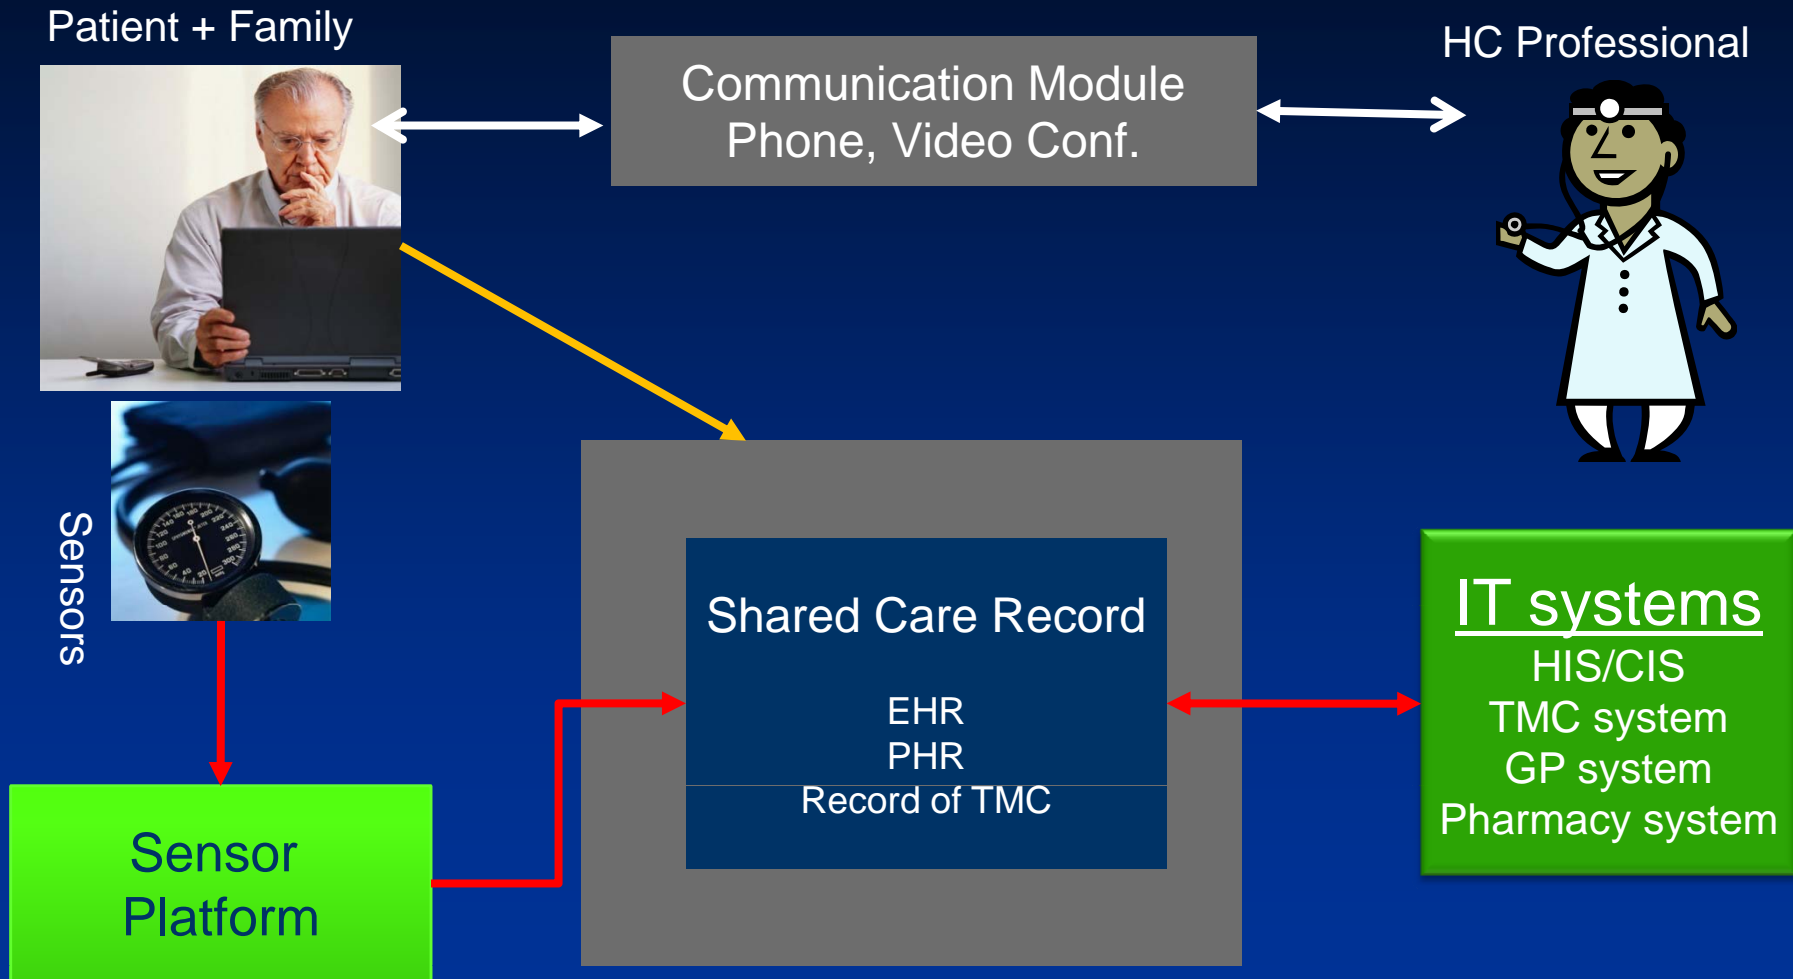 Patient + Family
HC Professional
Communication Module
Phone, Video Conf.
Sensors
Shared Care Record
EHR
PHR
Record of TMC
IT systems
HIS/CIS
TMC system
GP system
Pharmacy system
Sensor
Platform